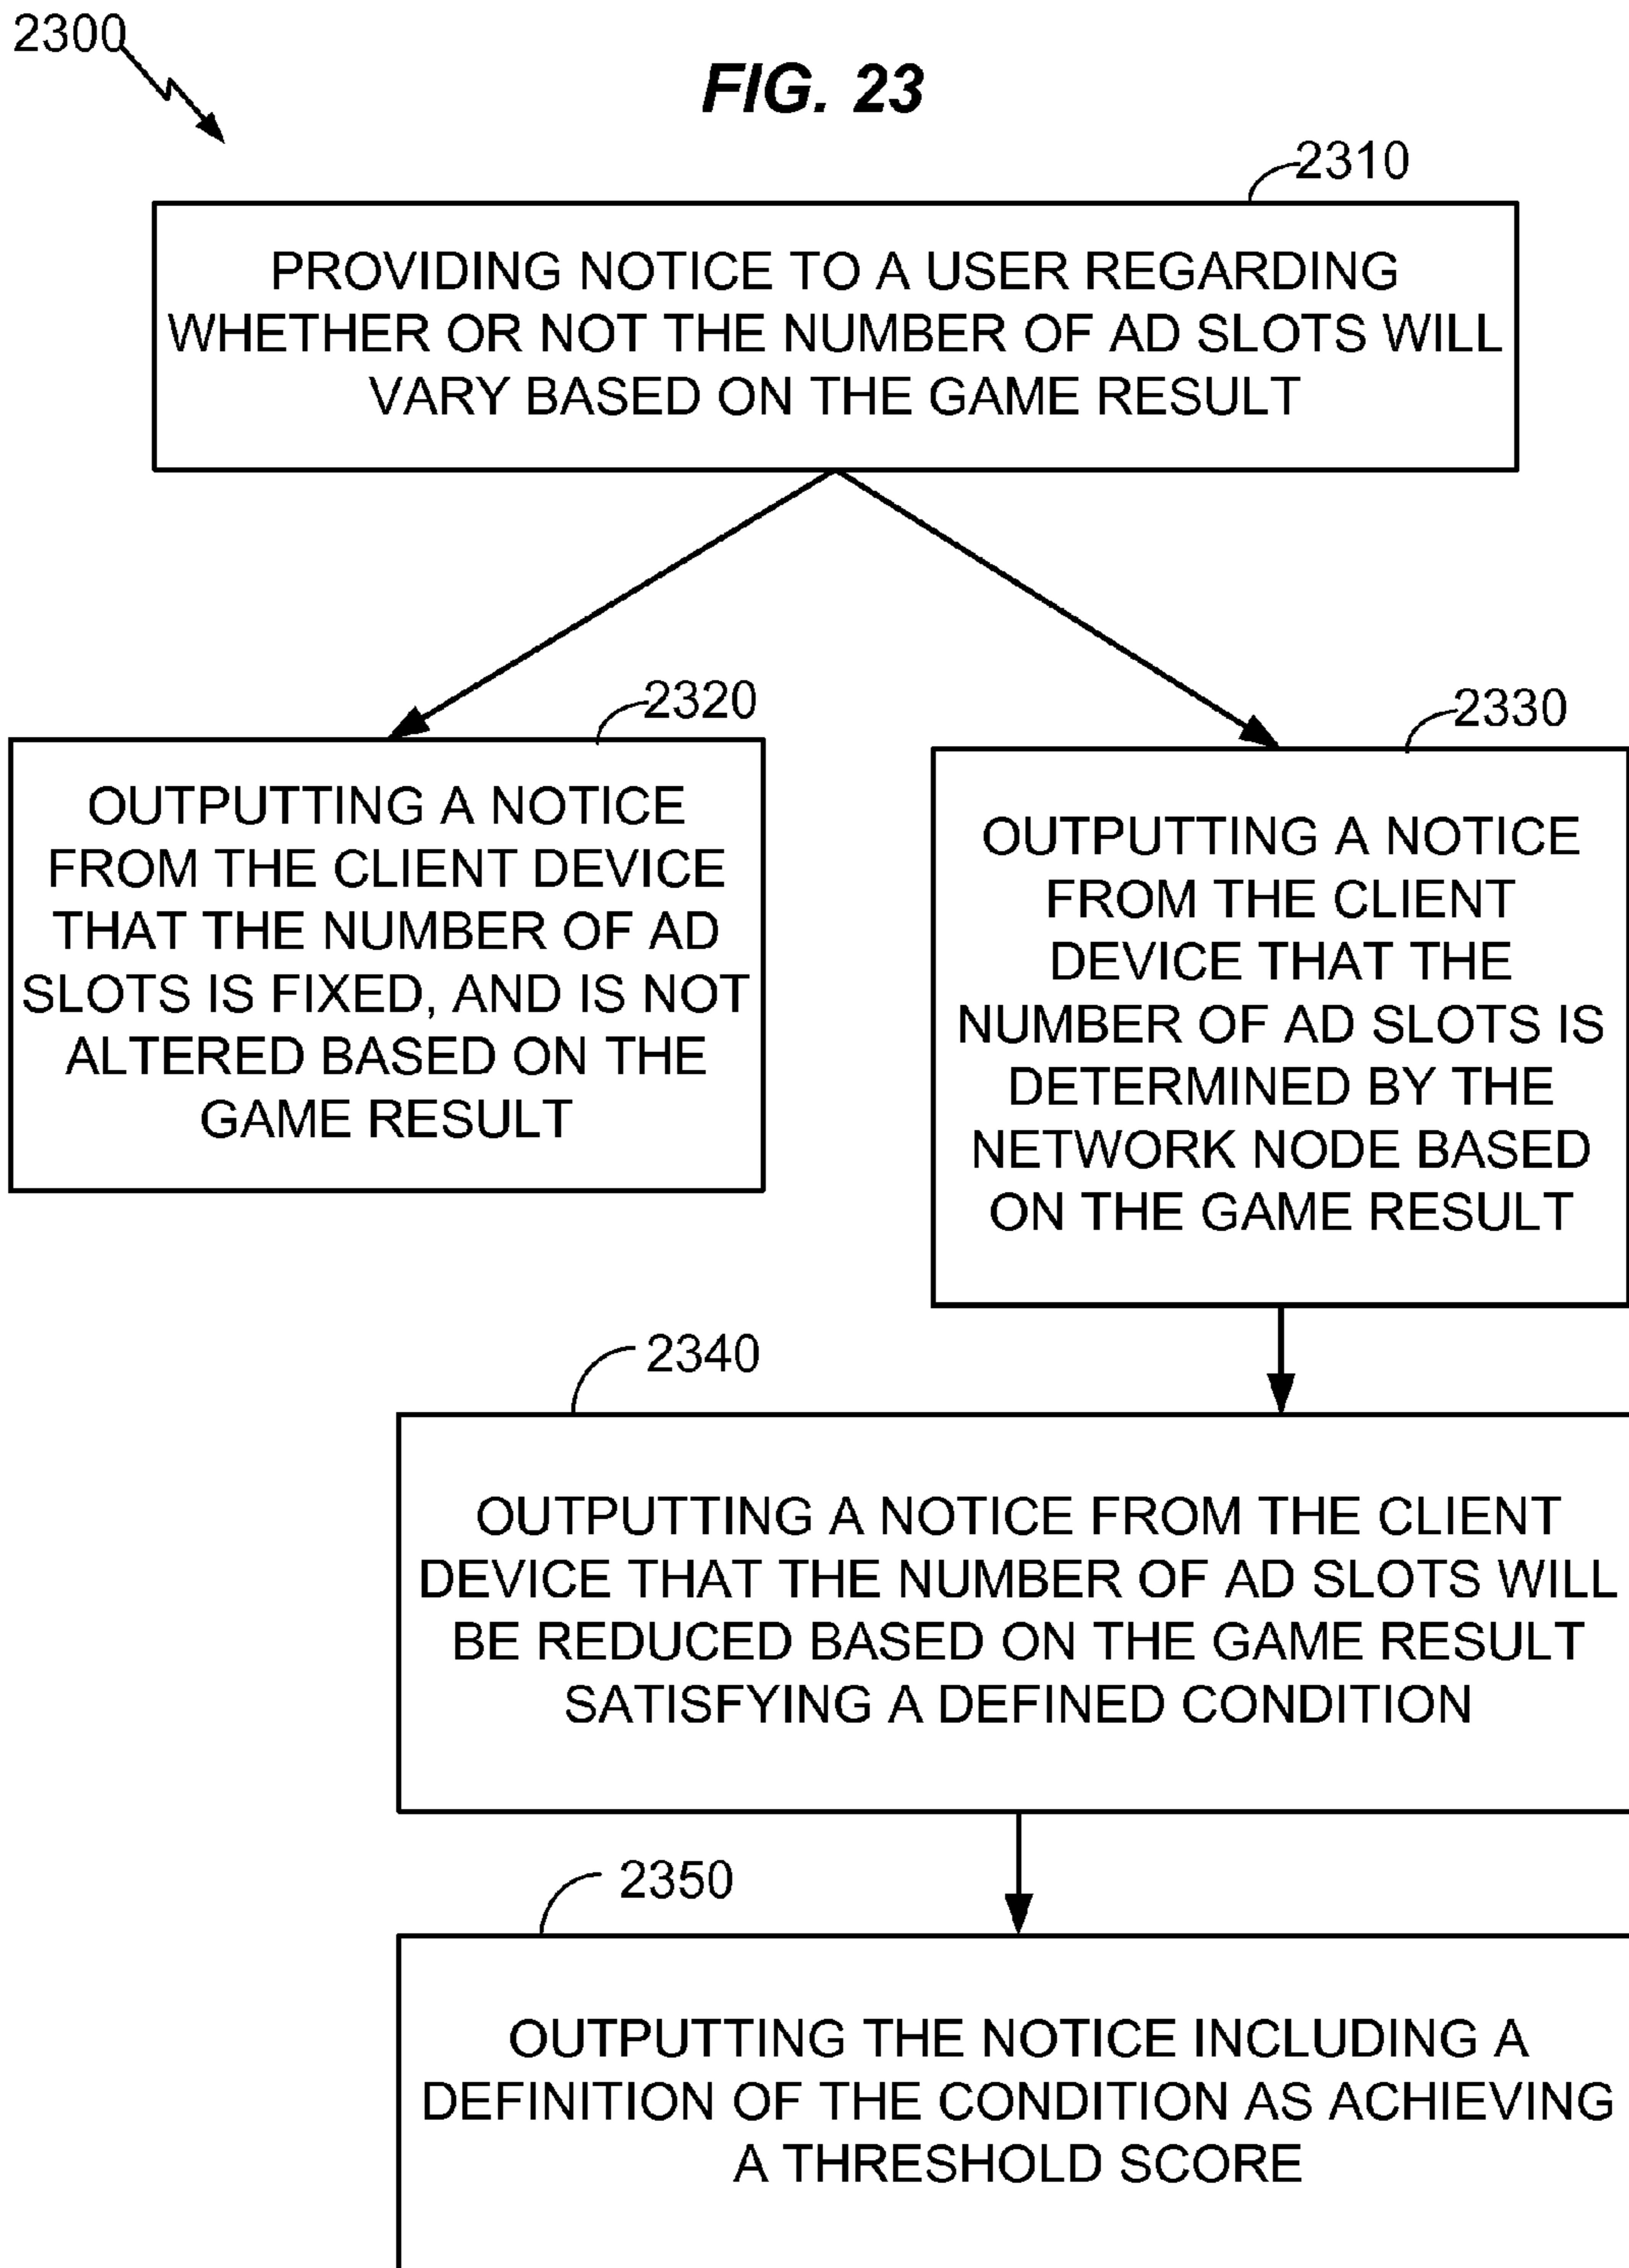 2300
FIG. 23
2310
PROVIDING NOTICE TO A USER REGARDING
WHETHER OR NOT THE NUMBER OF AD SLOTS WILL
VARY BASED ON THE GAME RESULT
2320
OUTPUTTING A NOTICE
FROM THE CLIENT DEVICE
THAT THE NUMBER OF AD
SLOTS IS FIXED, AND IS NOT
ALTERED BASED ON THE
GAME RESULT
2330
OUTPUTTING A NOTICE
FROM THE CLIENT
DEVICE THAT THE
NUMBER OF AD SLOTS IS
DETERMINED BY THE
NETWORK NODE BASED
ON THE GAME RESULT
2340
OUTPUTTING A NOTICE FROM THE CLIENT
DEVICE THAT THE NUMBER OF AD SLOTS WILL
BE REDUCED BASED ON THE GAME RESULT
SATISFYING A DEFINED CONDITION
2350
OUTPUTTING THE NOTICE INCLUDING A
DEFINITION OF THE CONDITION AS ACHIEVING
A THRESHOLD SCORE